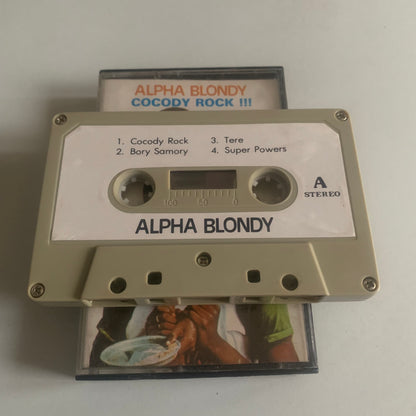 ALPHA BLONDY
COCODY ROCK !!!
1. Cocody Rock 3. Tere
2. Bory Samory 4. Super Powers
A
STEREO
100 50 0
ALPHA BLONDY